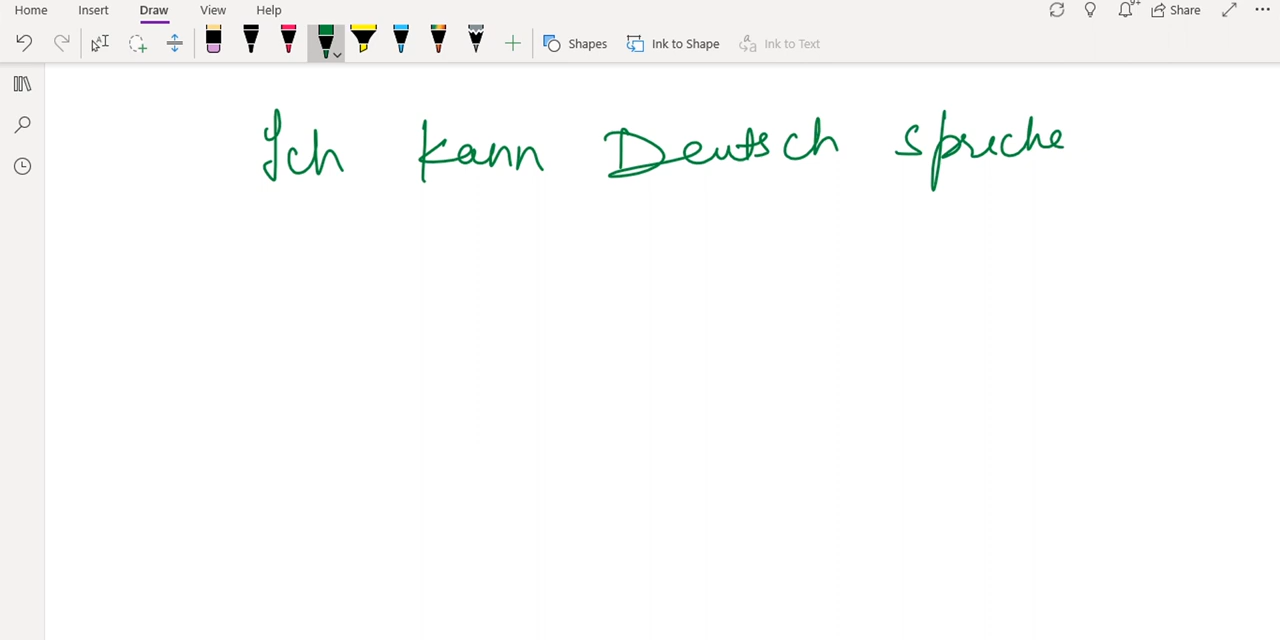 Home Insert Draw View Help
Share
Shapes Ink to Shape Ink to Text
Ich kann Deutsch spreche